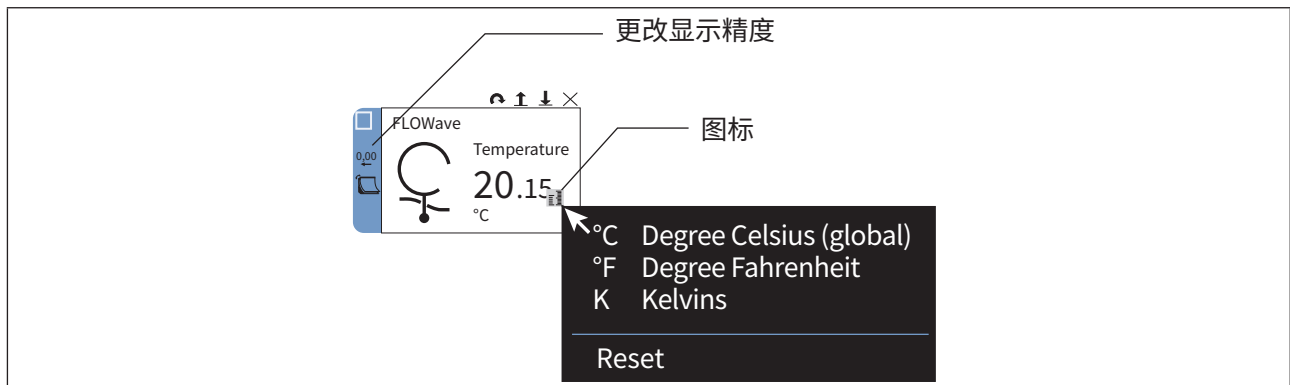 更改显示精度
图标
FLOWave
0,00
Temperature
20.15
°C
°C Degree Celsius (global)
°F Degree Fahrenheit
K Kelvins
Reset